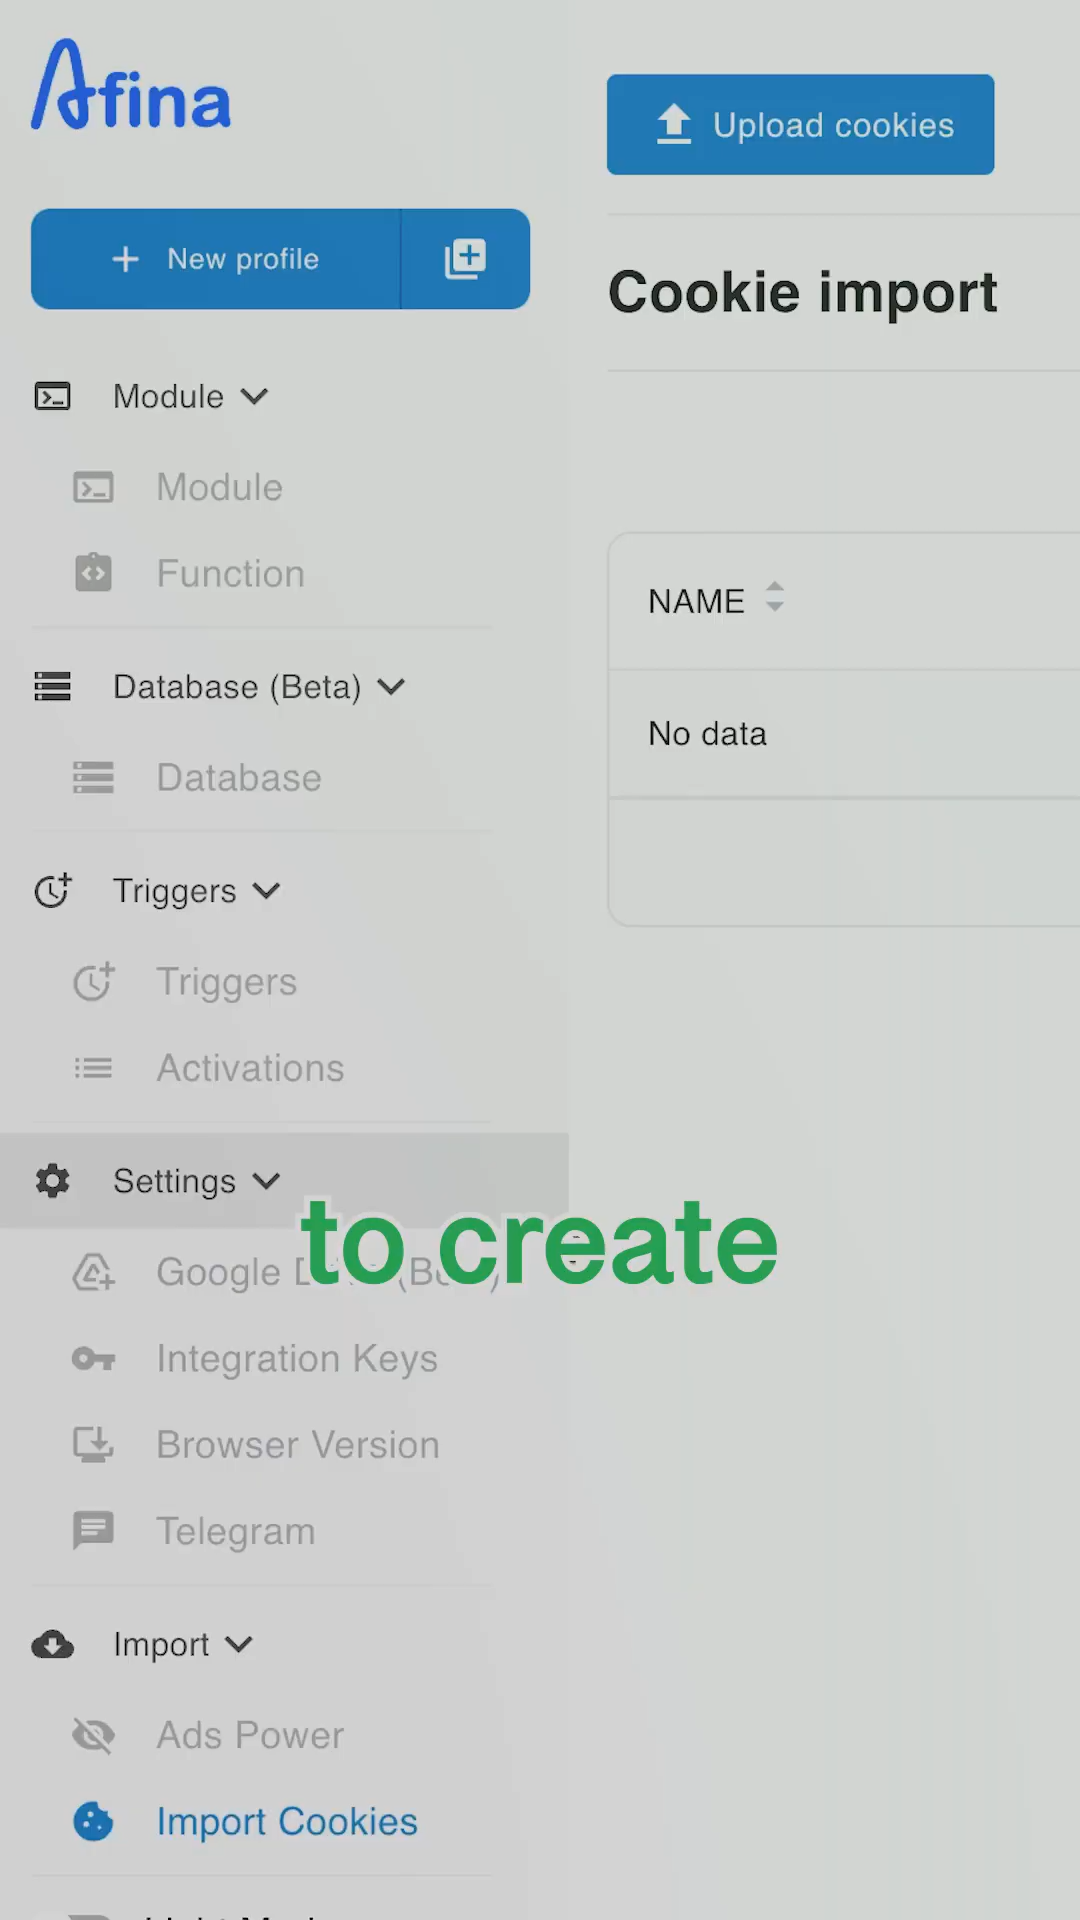 Afina
Upload cookies
New profile
Cookie import
Module
Module
Function
NAME
Database (Beta)
No data
Database
Triggers
Triggers
Activations
Settings
to create
Google
Integration Keys
Browser Version
Telegram
Import
Ads Power
Import Cookies